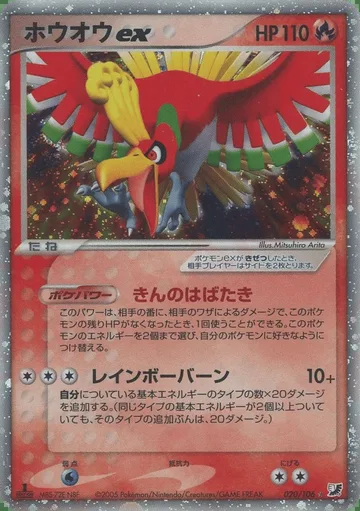 ホウオウex HP110
たね
Illus.Mitsuhiro Arita
ポケモンexがきぜつしたとき、
相手プレイヤーはサイドを2枚とります。
ポケパワー きんのはばたき
このパワーは、相手の番に、相手のワザによるダメージで、このポケ
モンの残りHPがなくなったとき、1回使うことができる。このポケモン
のエネルギーを2個まで選び、自分のポケモンに好きなようにつけ替える。
レインボーバーン 10+
自分についている基本エネルギーのタイプの数×20ダメー
ジを追加する。(同じタイプの基本エネルギーが2個以上ついて
いても、そのタイプの追加ぶんは、20ダメージ。)
弱点 抵抗力 にげる
©2005 Pokémon/Nintendo/Creatures/GAME FREAK
020/106